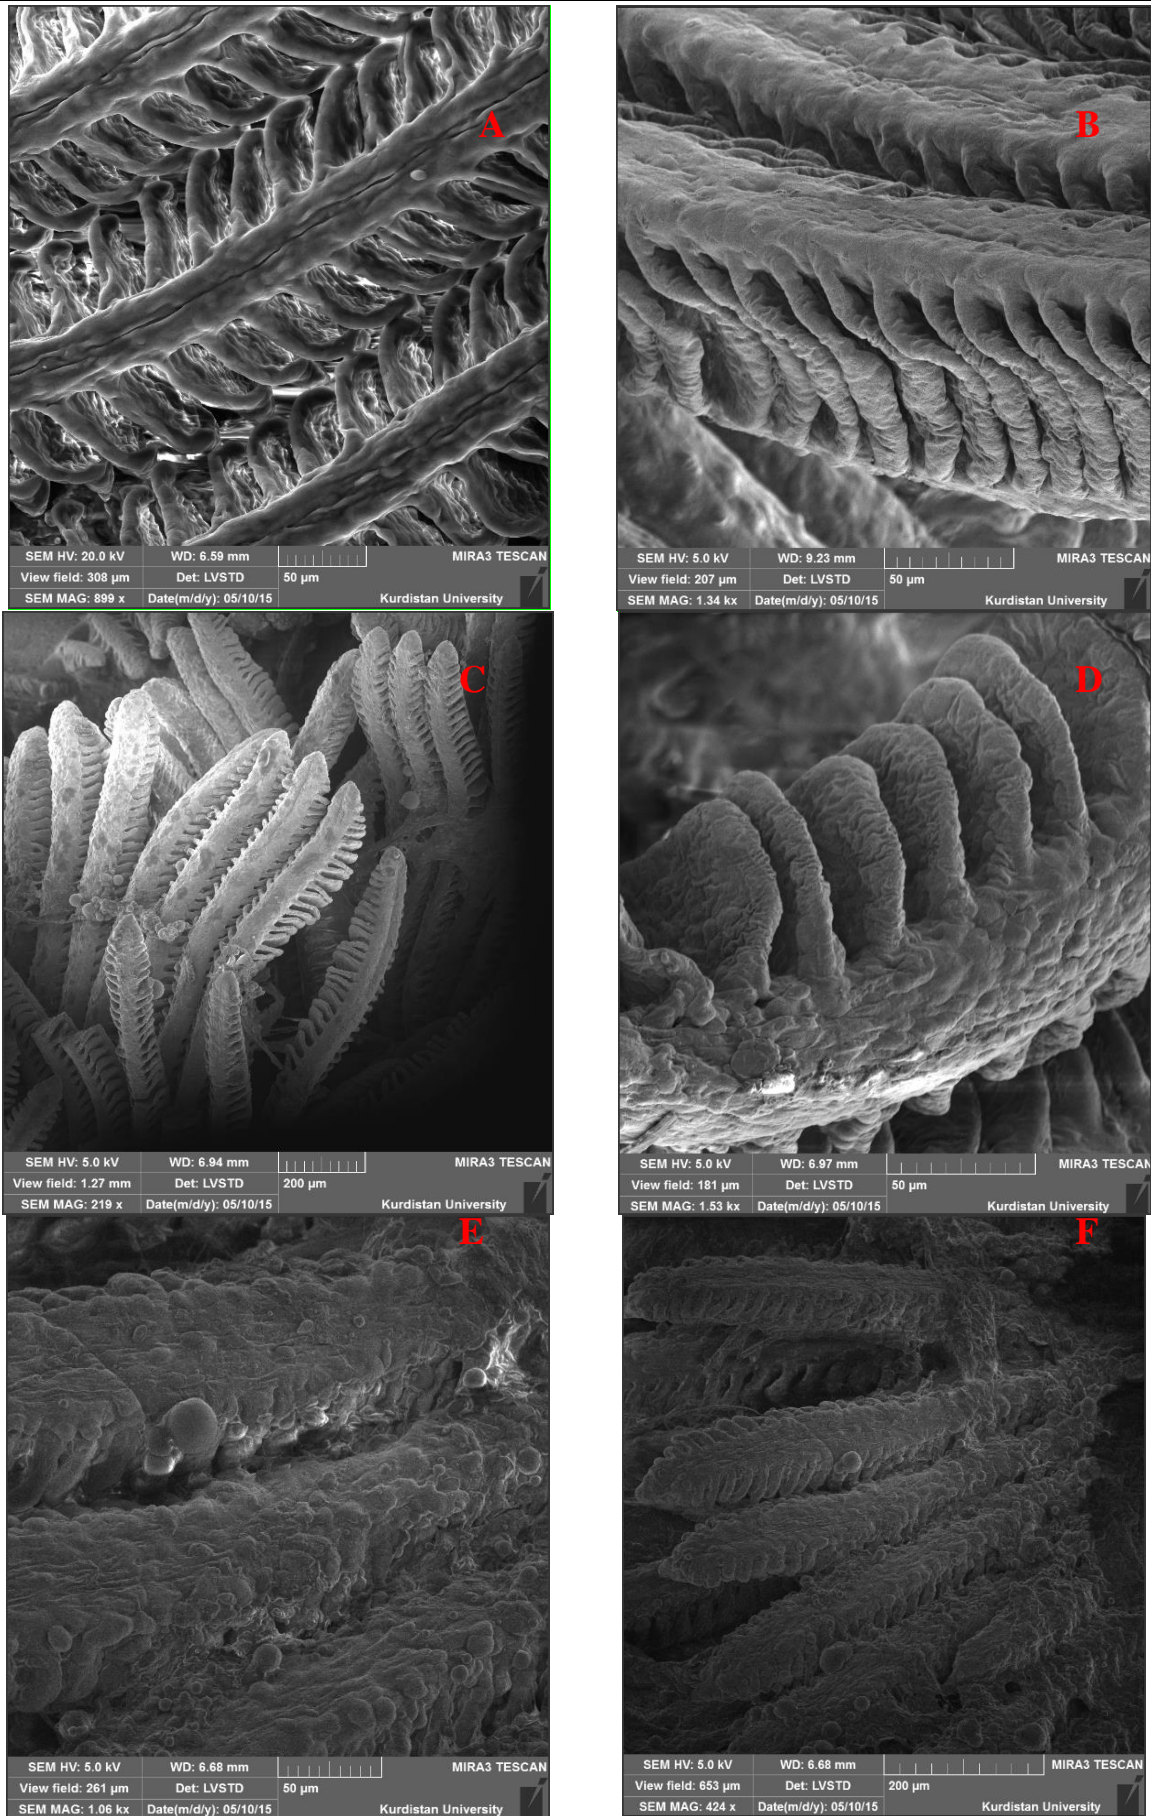 A
SEM HV: 20.0 kV WD: 6.59 mm MIRA3 TESCAN
View field: 308 µm Det: LVSTD 50 µm
SEM MAG: 899 x Date(m/d/y): 05/10/15 Kurdistan University
B
SEM HV: 5.0 kV WD: 9.23 mm MIRA3 TESCAN
View field: 207 µm Det: LVSTD 50 µm
SEM MAG: 1.34 kx Date(m/d/y): 05/10/15 Kurdistan University
C
SEM HV: 5.0 kV WD: 6.94 mm MIRA3 TESCAN
View field: 1.27 mm Det: LVSTD 200 µm
SEM MAG: 219 x Date(m/d/y): 05/10/15 Kurdistan University
D
SEM HV: 5.0 kV WD: 6.97 mm MIRA3 TESCAN
View field: 181 µm Det: LVSTD 50 µm
SEM MAG: 1.53 kx Date(m/d/y): 05/10/15 Kurdistan University
E
SEM HV: 5.0 kV WD: 6.68 mm MIRA3 TESCAN
View field: 261 µm Det: LVSTD 50 µm
SEM MAG: 1.06 kx Date(m/d/y): 05/10/15 Kurdistan University
F
SEM HV: 5.0 kV WD: 6.68 mm MIRA3 TESCAN
View field: 653 µm Det: LVSTD 200 µm
SEM MAG: 424 x Date(m/d/y): 05/10/15 Kurdistan University